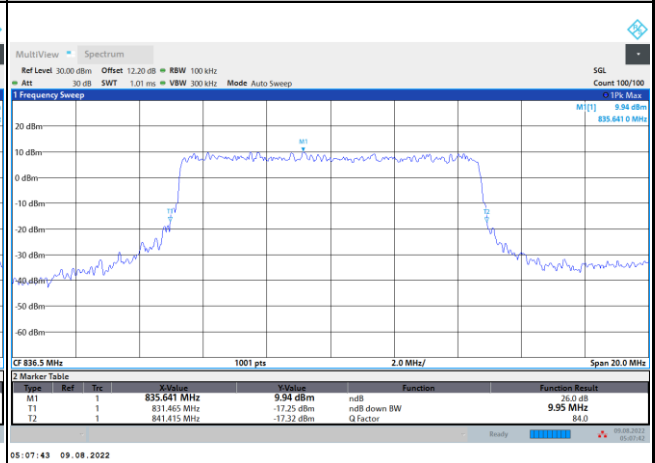 MultiView Spectrum
Ref Level 30.00 dBm Offset 12.20 dB RBW 100 kHz SGL
Att 30 dB SWT 1.01 ms VBW 300 kHz Mode Auto Sweep Count 100/100
1 Frequency Sweep 1Pk Max
M1[1] 9.94 dBm
835.641 0 MHz
20 dBm
M1
10 dBm
0 dBm
-10 dBm
T1 T2
-20 dBm
-30 dBm
-40 dBm
-50 dBm
-60 dBm
CF 836.5 MHz 1001 pts 2.0 MHz/ Span 20.0 MHz
2 Marker Table
Type Ref Trc X-Value Y-Value Function Function Result
M1 1 835.641 MHz 9.94 dBm ndB 26.0 dB
T1 1 831.465 MHz -17.25 dBm ndB down BW 9.95 MHz
T2 1 841.415 MHz -17.32 dBm Q Factor 84.0
Ready 09.08.2022
05:07:42
05:07:43 09.08.2022